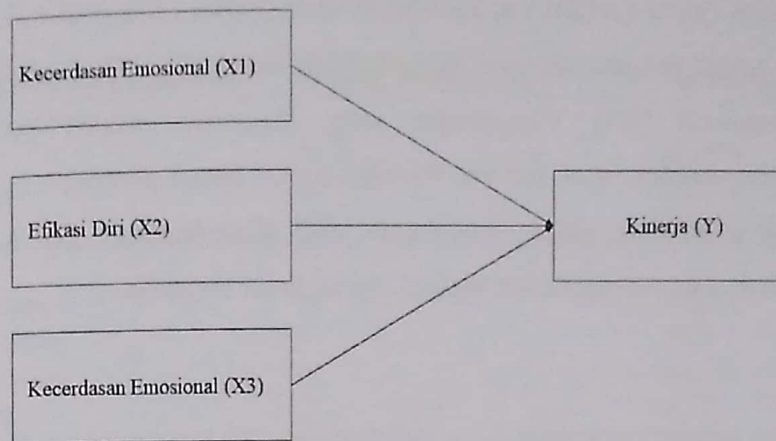 Kecerdasan Emosional (X1)
Efikasi Diri (X2)
Kinerja (Y)
Kecerdasan Emosional (X3)